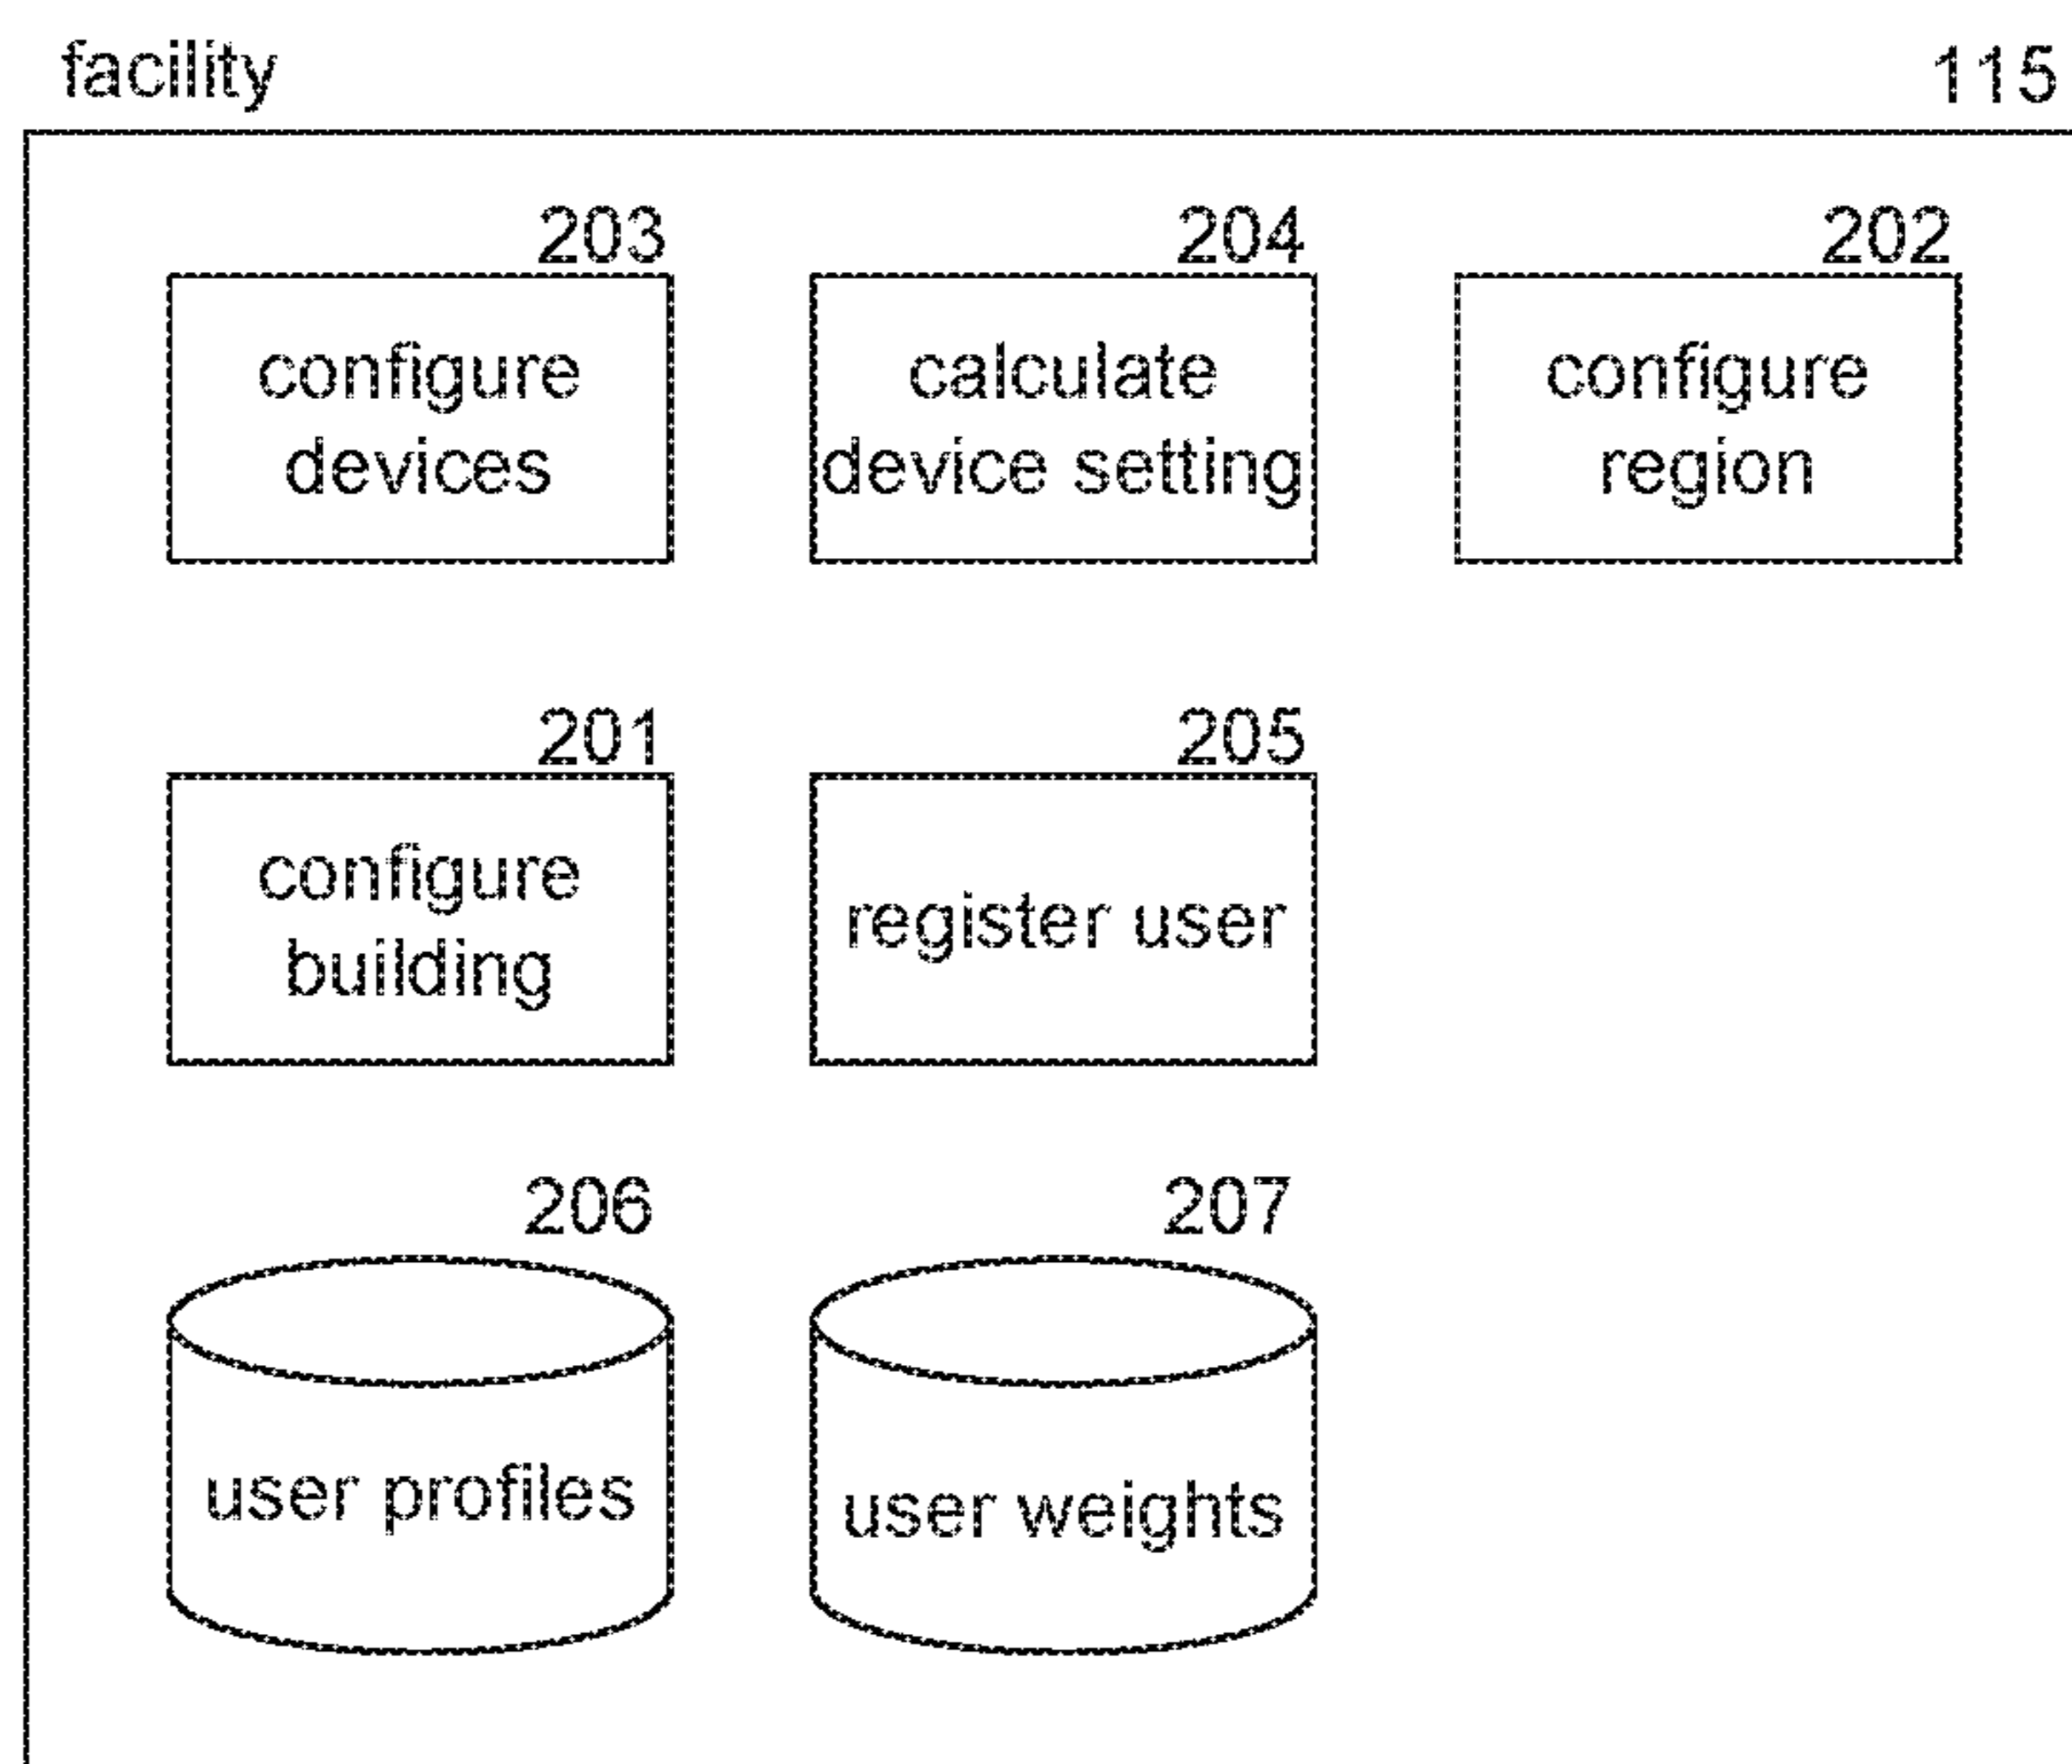 facility
115
203
204
202
configure
devices
calculate
device setting
configure
region
201
205
configure
building
register user
206
207
user profiles
user weights